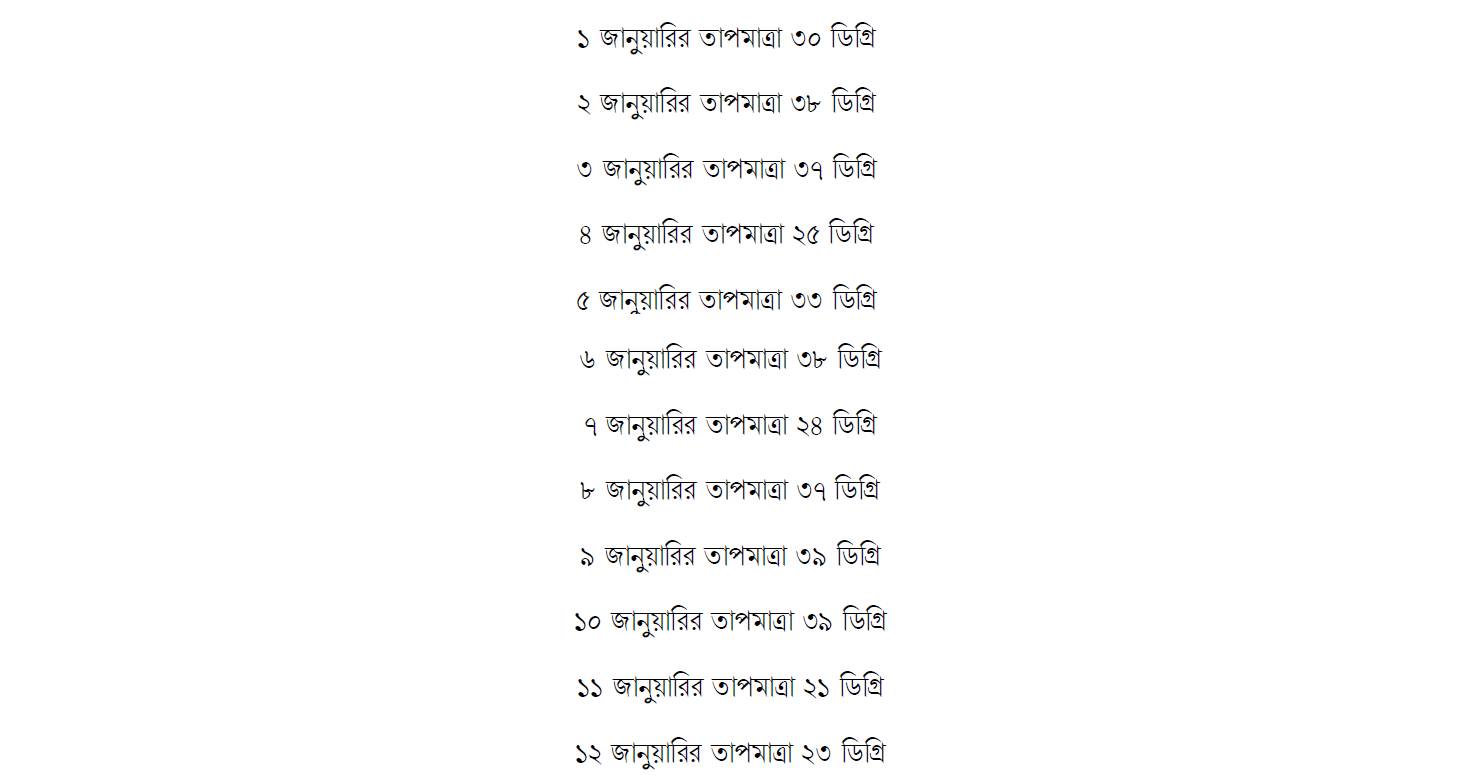 ১ জানুয়ারির তাপমাত্রা ৩০ ডিগ্রি
২ জানুয়ারির তাপমাত্রা ৩৮ ডিগ্রি
৩ জানুয়ারির তাপমাত্রা ৩৭ ডিগ্রি
৪ জানুয়ারির তাপমাত্রা ২৫ ডিগ্রি
৫ জানুয়ারির তাপমাত্রা ৩৩ ডিগ্রি
৬ জানুয়ারির তাপমাত্রা ৩৮ ডিগ্রি
৭ জানুয়ারির তাপমাত্রা ২৪ ডিগ্রি
৮ জানুয়ারির তাপমাত্রা ৩৭ ডিগ্রি
৯ জানুয়ারির তাপমাত্রা ৩৯ ডিগ্রি
১০ জানুয়ারির তাপমাত্রা ৩৯ ডিগ্রি
১১ জানুয়ারির তাপমাত্রা ২১ ডিগ্রি
১২ জানুয়ারির তাপমাত্রা ২৩ ডিগ্রি